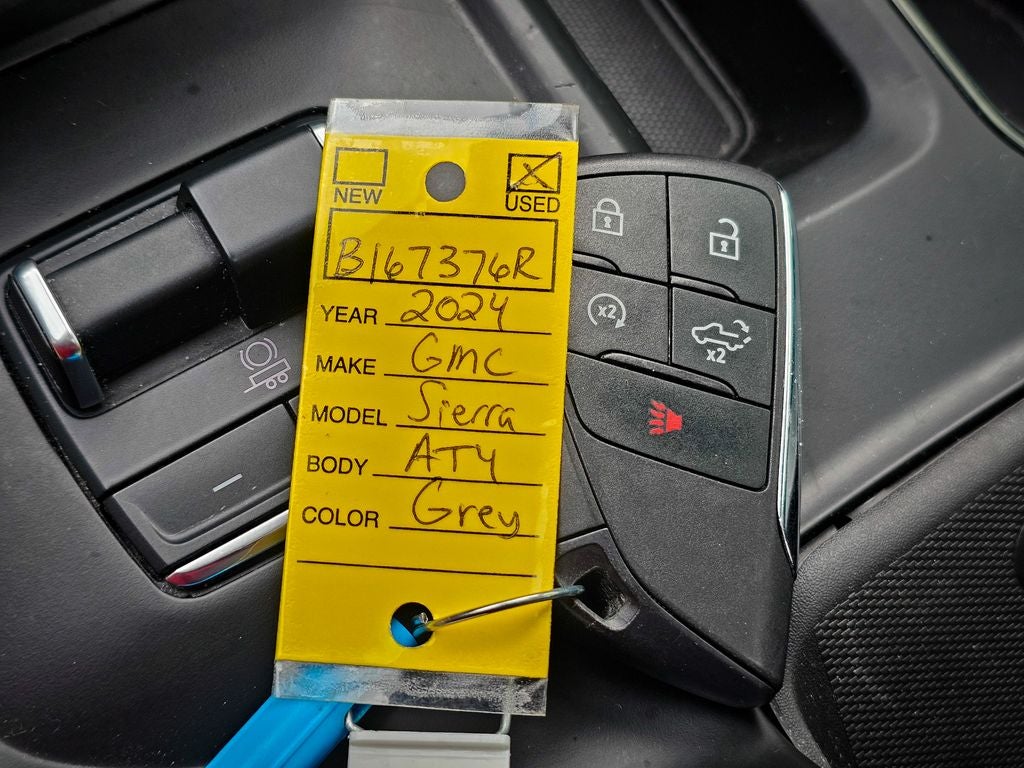 NEW USED
B167376R
YEAR 2024
MAKE GMC
MODEL Sierra
BODY AT4
COLOR Grey
x2
x2